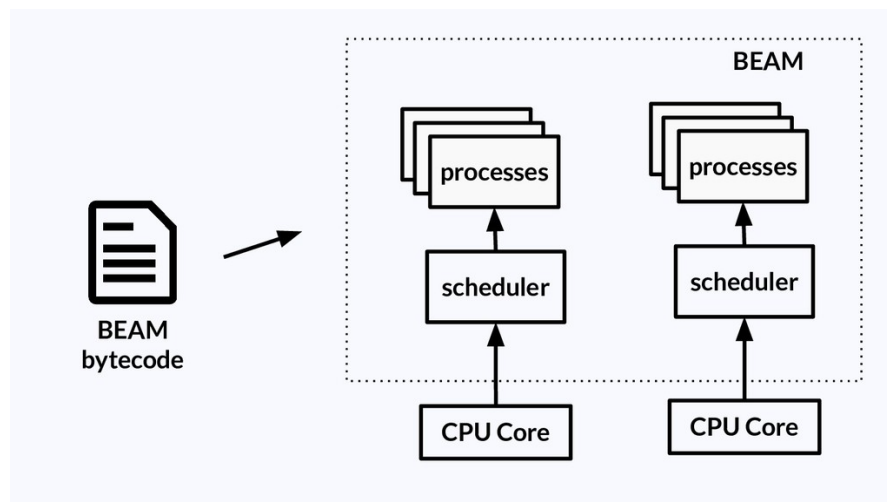 BEAM
processes
processes
scheduler
scheduler
BEAM
bytecode
CPU Core
CPU Core